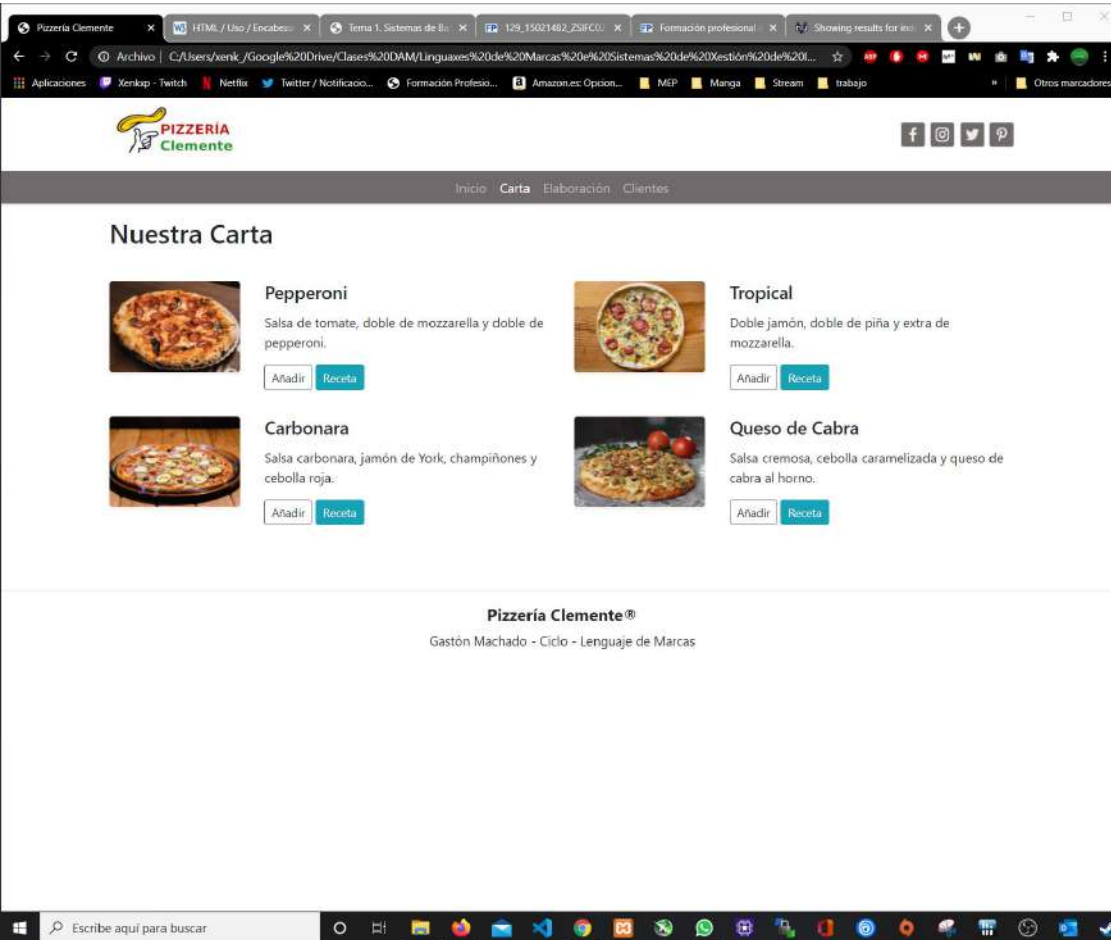 Pizzería Clemente
HTML / Uso / Encabeza
Tema 1. Sistemas de Ba
129_15021482_ZSIFC0
Formación profesional
Showing results for ind
Archivo | C:/Users/xenk_/Google%20Drive/Clases%20DAM/Linguaxes%20de%20Marcas%20e%20Sistemas%20de%20Xestión%20de%20I...
Aplicaciones Xenkxp - Twitch Netflix Twitter / Notificacio... Formación Profesio... Amazon.es: Opcion... MEP Manga Stream trabajo » Otros marcadores
PIZZERÍA
Clemente
Inicio Carta Elaboración Clientes
Nuestra Carta
Pepperoni
Salsa de tomate, doble de mozzarella y doble de
pepperoni.
Añadir Receta
Tropical
Doble jamón, doble de piña y extra de
mozzarella.
Añadir Receta
Carbonara
Salsa carbonara, jamón de York, champiñones y
cebolla roja.
Añadir Receta
Queso de Cabra
Salsa cremosa, cebolla caramelizada y queso de
cabra al horno.
Añadir Receta
Pizzería Clemente®
Gastón Machado - Ciclo - Lenguaje de Marcas
Escribe aquí para buscar